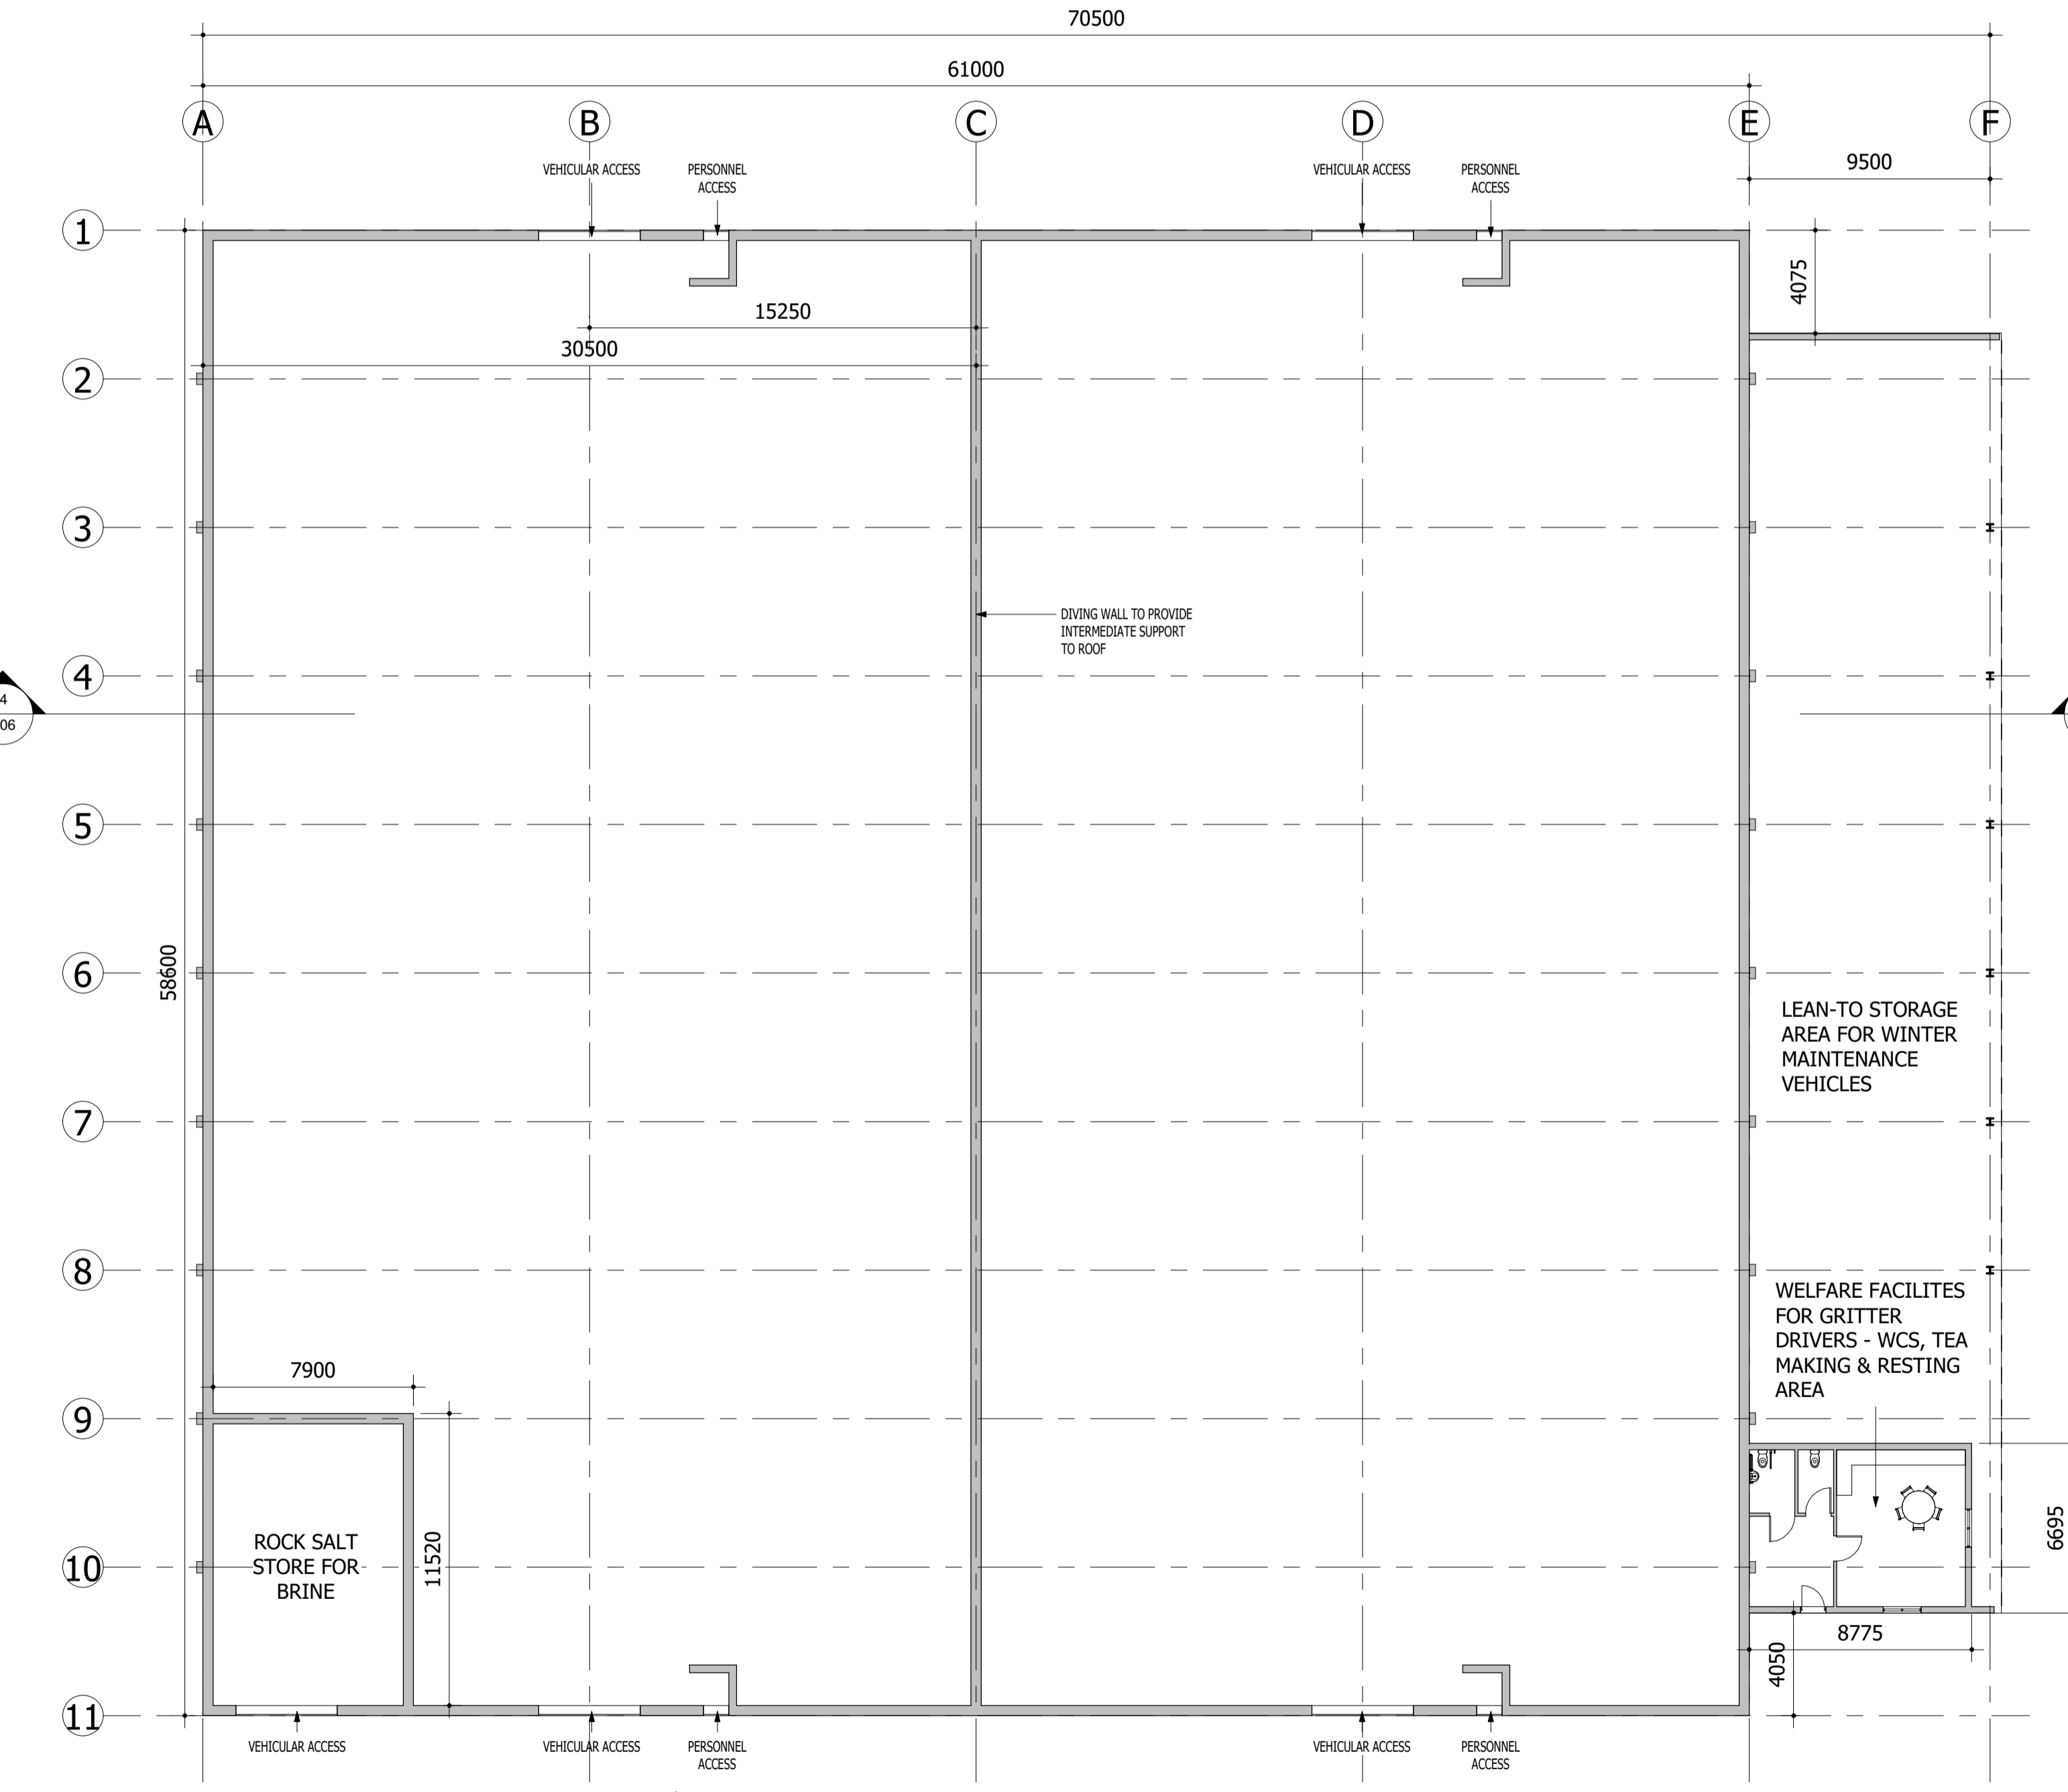 70500
61000
A
B
C
D
E
F
VEHICULAR ACCESS
PERSONNEL
ACCESS
VEHICULAR ACCESS
PERSONNEL
ACCESS
9500
1
4075
15250
30500
2
3
DIVING WALL TO PROVIDE
INTERMEDIATE SUPPORT
TO ROOF
4
4
06
5
6
58600
LEAN-TO STORAGE
AREA FOR WINTER
MAINTENANCE
VEHICLES
7
8
WELFARE FACILITES
FOR GRITTER
DRIVERS - WCS, TEA
MAKING & RESTING
AREA
7900
9
ROCK SALT
STORE FOR
BRINE
11520
6695
10
8775
4050
11
VEHICULAR ACCESS
VEHICULAR ACCESS
PERSONNEL
ACCESS
VEHICULAR ACCESS
PERSONNEL
ACCESS